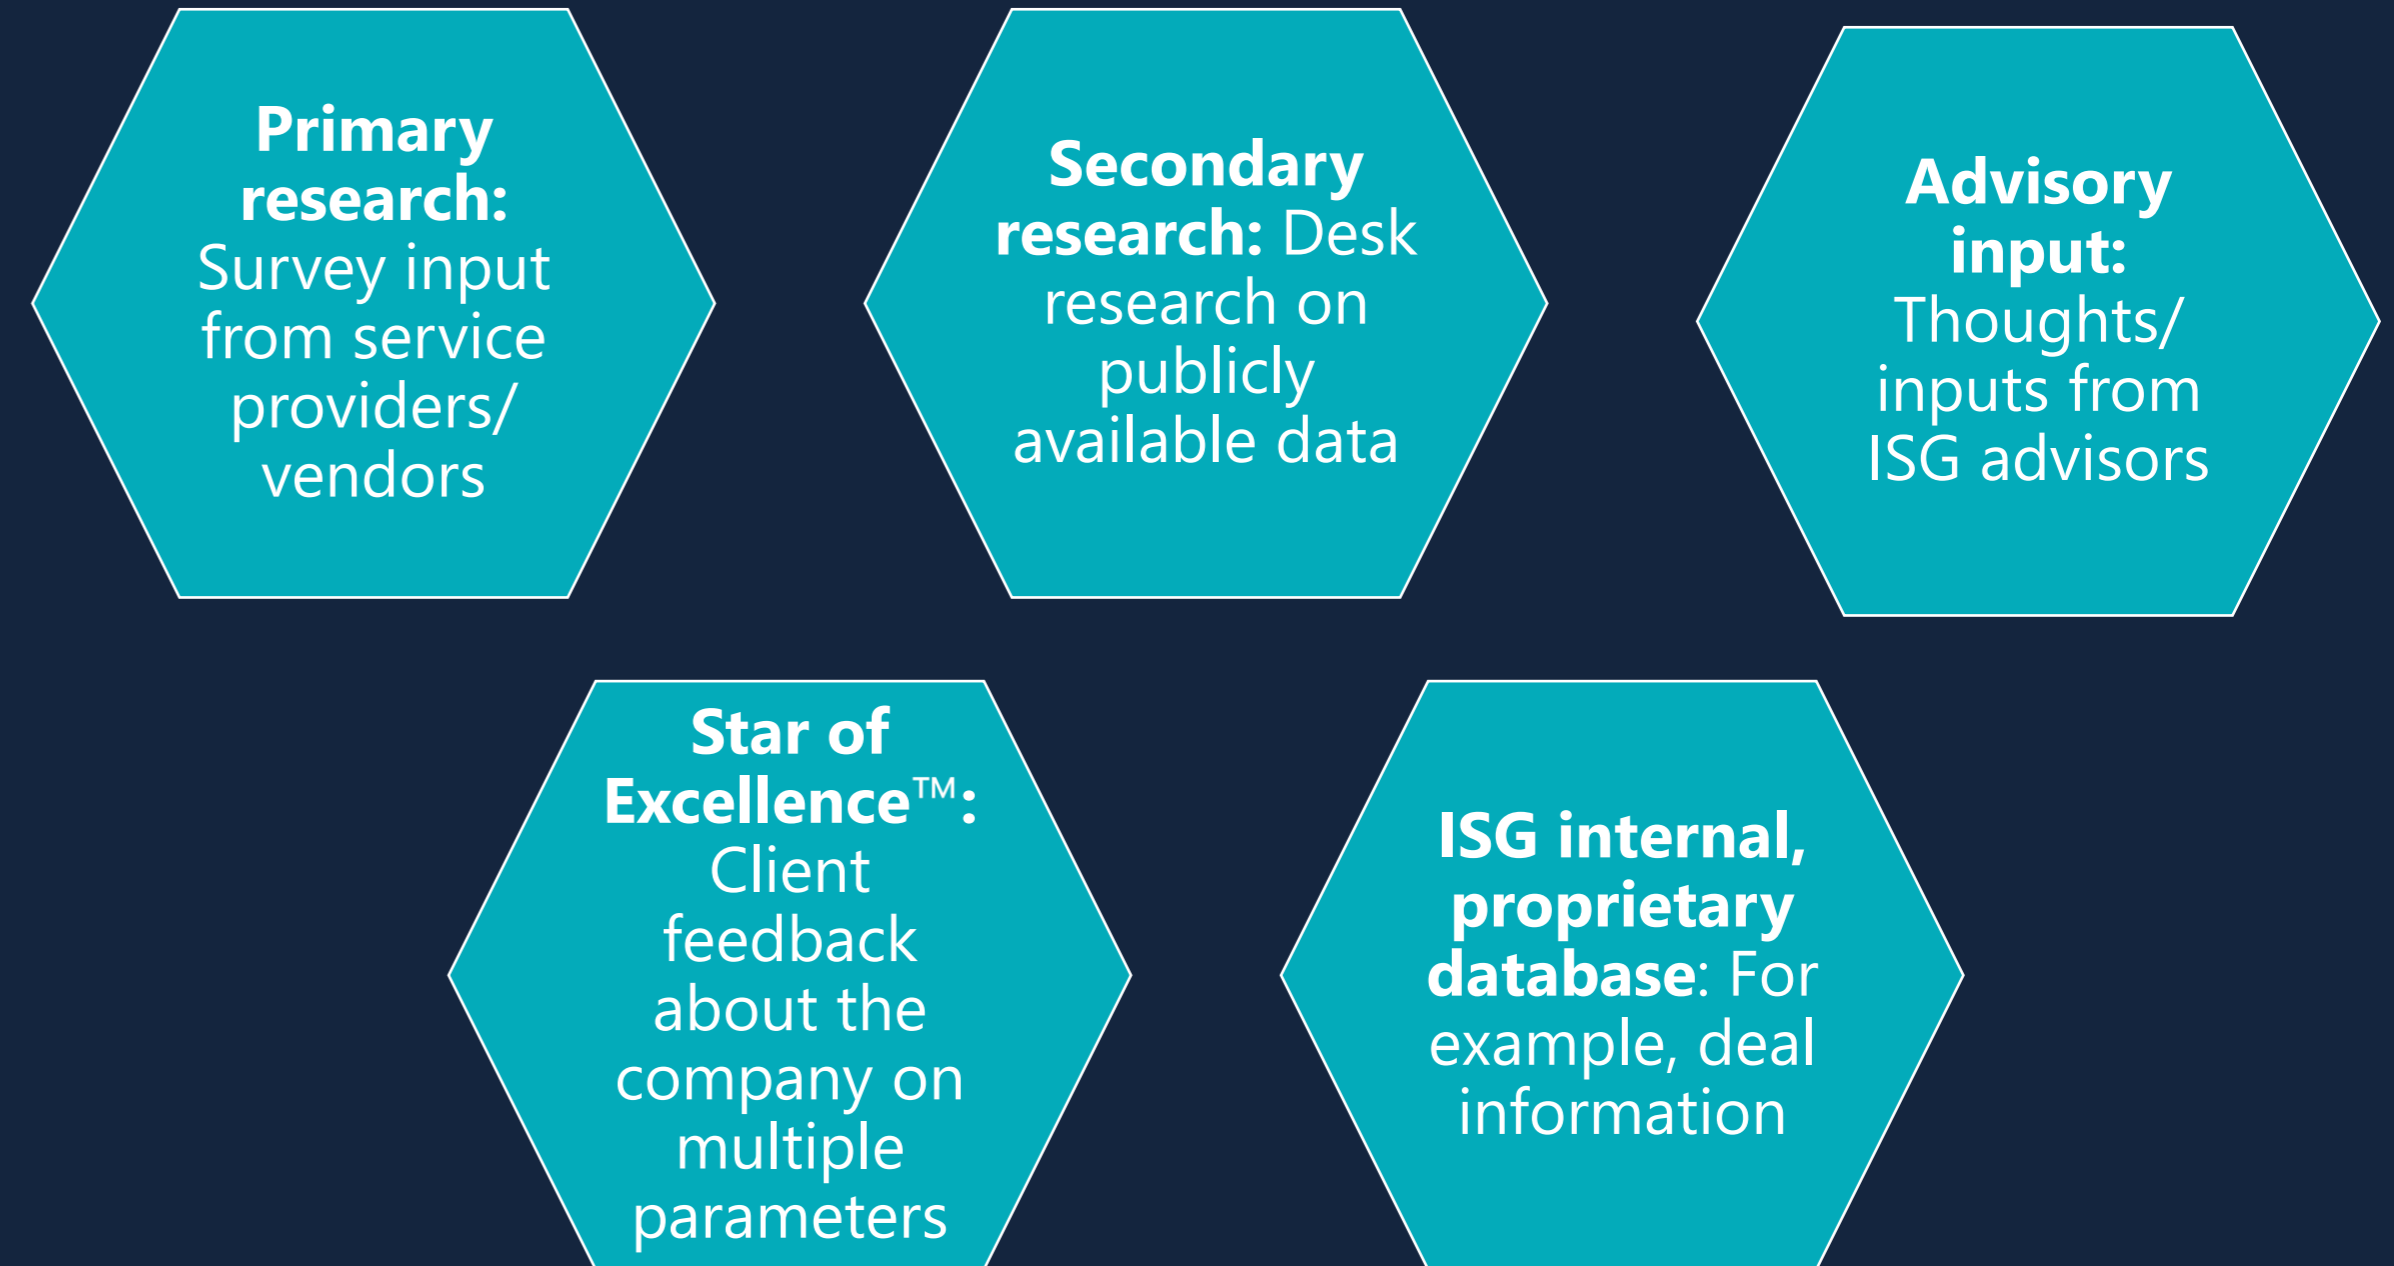 Primary
research:
Survey input
from service
providers/
vendors
Secondary
research: Desk
research on
publicly
available data
Advisory
input:
Thoughts/
inputs from
ISG advisors
Star of
Excellence™:
Client
feedback
about the
company on
multiple
parameters
ISG internal,
proprietary
database: For
example, deal
information